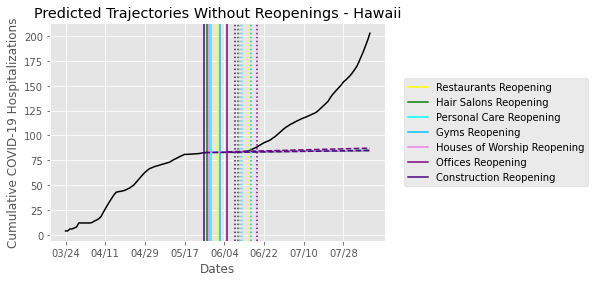 Predicted Trajectories Without Reopenings - Hawaii
Cumulative COVID-19 Hospitalizations
200
175
150
125
100
75
50
25
0
03/24 04/11 04/29 05/17 06/04 06/22 07/10 07/28
Dates
Restaurants Reopening
Hair Salons Reopening
Personal Care Reopening
Gyms Reopening
Houses of Worship Reopening
Offices Reopening
Construction Reopening